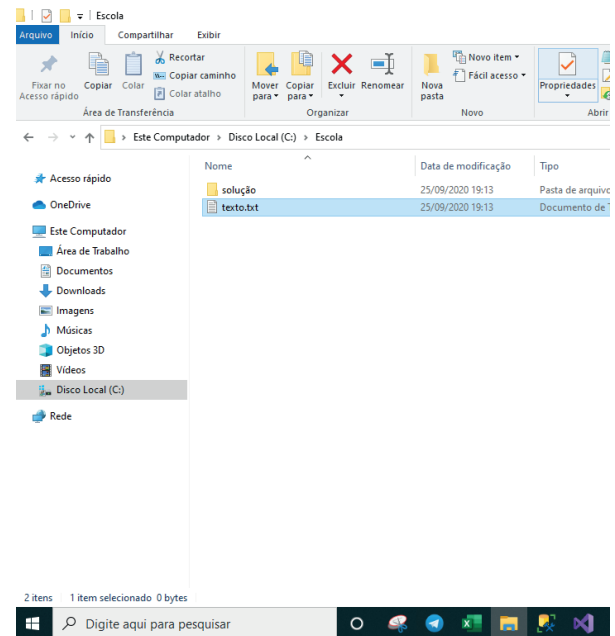 Escola
Arquivo Início Compartilhar Exibir
Fixar no Acesso rápido
Copiar
Colar
Recortar
Copiar caminho
Colar atalho
Mover para
Copiar para
Excluir
Renomear
Nova pasta
Novo item
Fácil acesso
Propriedades
Área de Transferência Organizar Novo Abrir
Este Computador > Disco Local (C:) > Escola
Nome Data de modificação Tipo
solução 25/09/2020 19:13 Pasta de arquivo
texto.txt 25/09/2020 19:13 Documento de T
Acesso rápido
OneDrive
Este Computador
Área de Trabalho
Documentos
Downloads
Imagens
Músicas
Objetos 3D
Vídeos
Disco Local (C:)
Rede
2 itens 1 item selecionado 0 bytes
Digite aqui para pesquisar